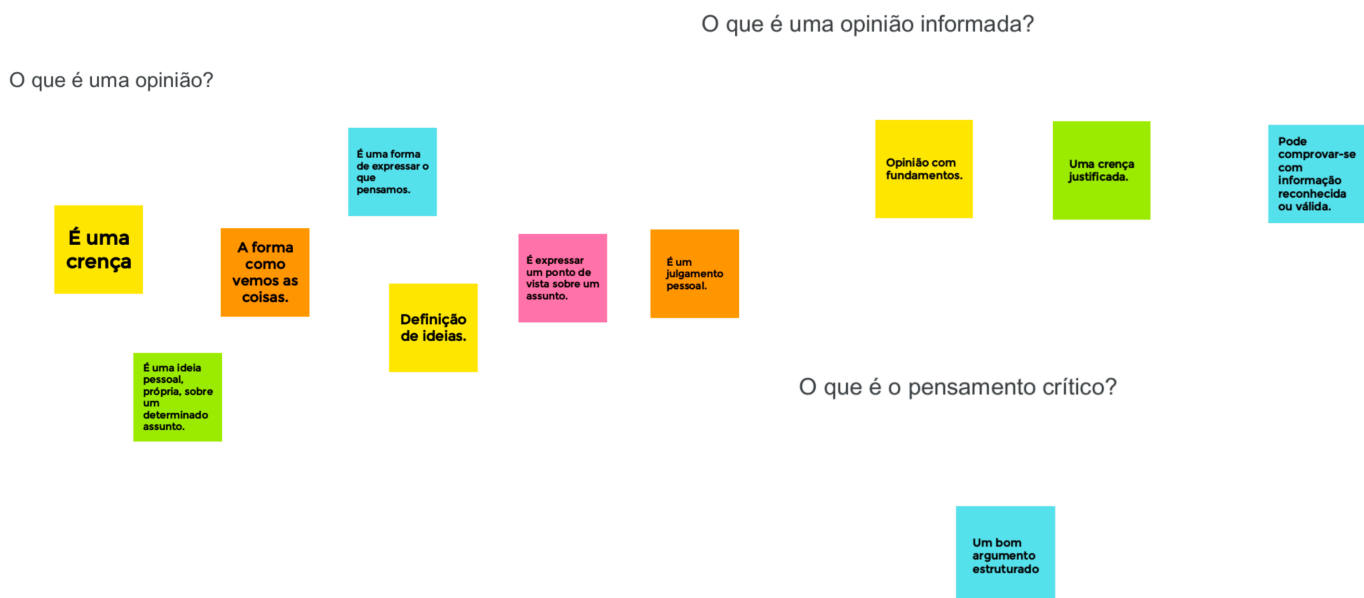 O que é uma opinião informada?
O que é uma opinião?
É uma forma
de expressar o
que
pensamos.
É uma
crença
A forma
como
vemos as
coisas.
Definição
de ideias.
É expressar
um ponto de
vista sobre um
assunto.
É um
julgamento
pessoal.
É uma ideia
pessoal,
própria, sobre
um
determinado
assunto.
Opinião com
fundamentos.
Uma crença
justificada.
Pode
comprovar-se
com
informação
reconhecida
ou válida.
O que é o pensamento crítico?
Um bom
argumento
estruturado